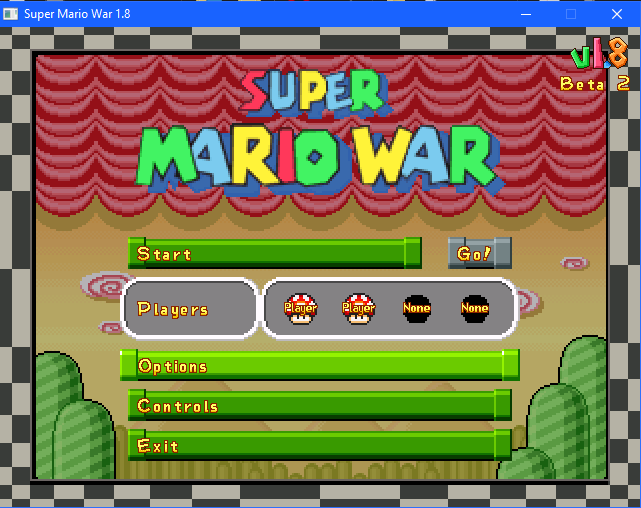 Super Mario War 1.8
v1.8
Beta 2
SUPER
MARIO WAR
Start
Go!
Players
Player Player None None
Options
Controls
Exit